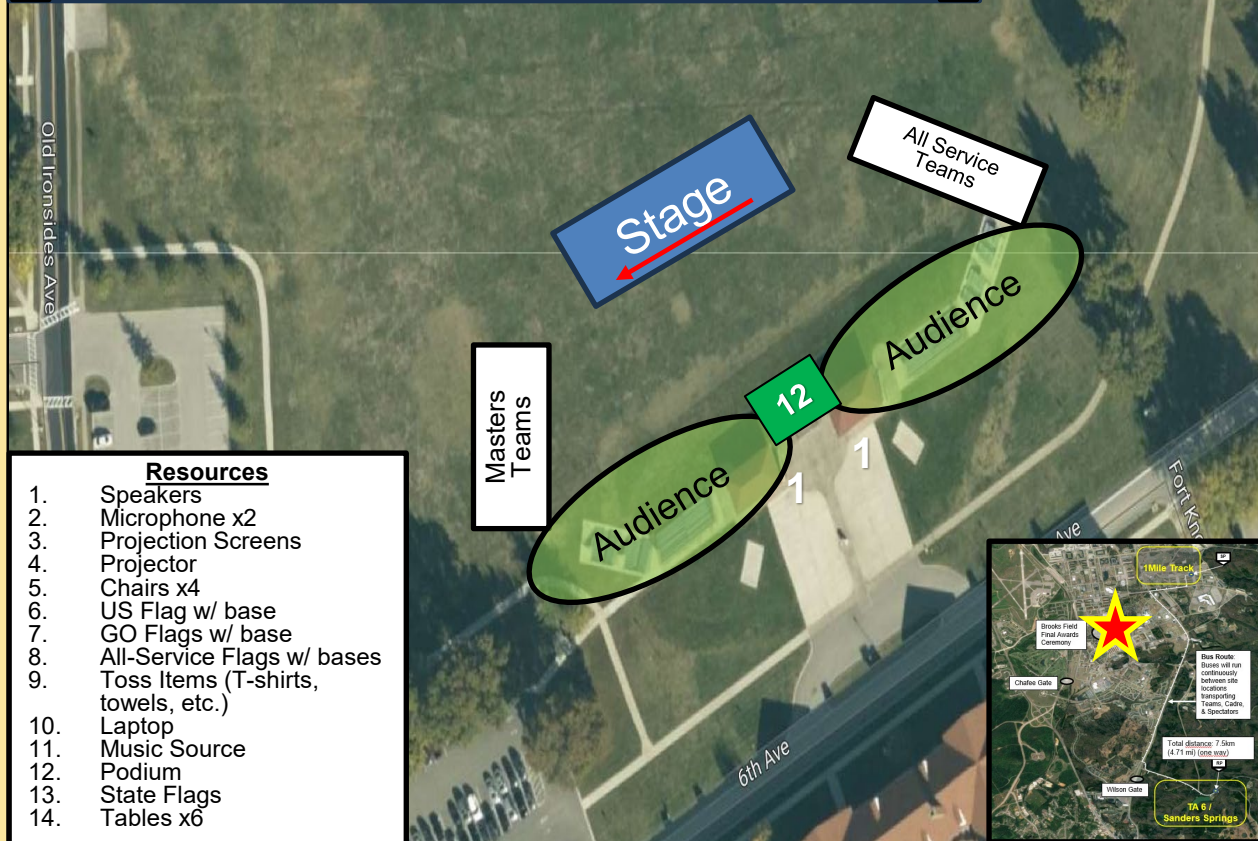 Old Ironsides Ave
Stage
All Service
Teams
Audience
12
Masters
Teams
Audience
1
1
Resources
1. Speakers
2. Microphone x2
3. Projection Screens
4. Projector
5. Chairs x4
6. US Flag w/ base
7. GO Flags w/ base
8. All-Service Flags w/ bases
9. Toss Items (T-shirts,
towels, etc.)
10. Laptop
11. Music Source
12. Podium
13. State Flags
14. Tables x6
6th Ave
Ave
Fort Kno
1Mile Track
SP
Brooks Field
Final Awards
Ceremony
Chafee Gate
Bus Route:
Buses will run
continuously
between site
locations
transporting
Teams, Cadre,
& Spectators
Total distance: 7.5km
(4.71 mi) (one way)
RP
Wilson Gate
TA 6 /
Sanders Springs